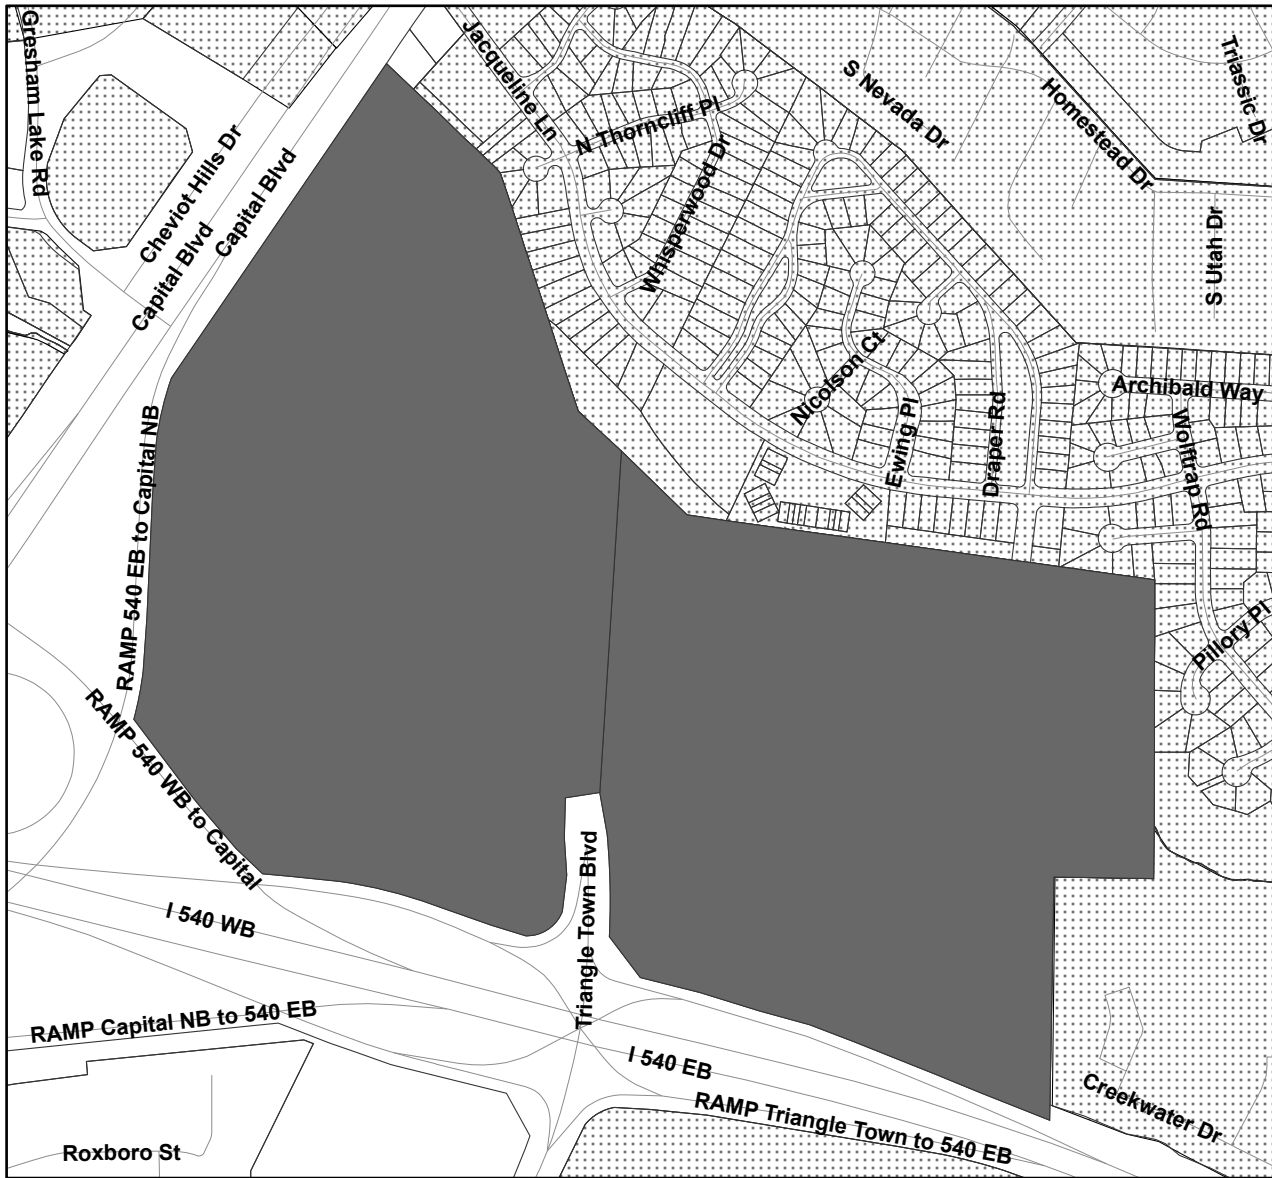 Gresham Lake Rd
Jacqueline Ln
S Nevada Dr
Homestead Dr
Triassic Dr
N Thorncliff Pl
Cheviot Hills Dr
Capital Blvd
Capital Blvd
Whisperwood Dr
S Utah Dr
Nicolson Ct
Archibald Way
Ewing Pl
Draper Rd
Wolftrap Rd
RAMP 540 EB to Capital NB
Pillory Pl
RAMP 540 WB to Capital
I 540 WB
Triangle Town Blvd
RAMP Capital NB to 540 EB
I 540 EB
RAMP Triangle Town to 540 EB
Creekwater Dr
Roxboro St